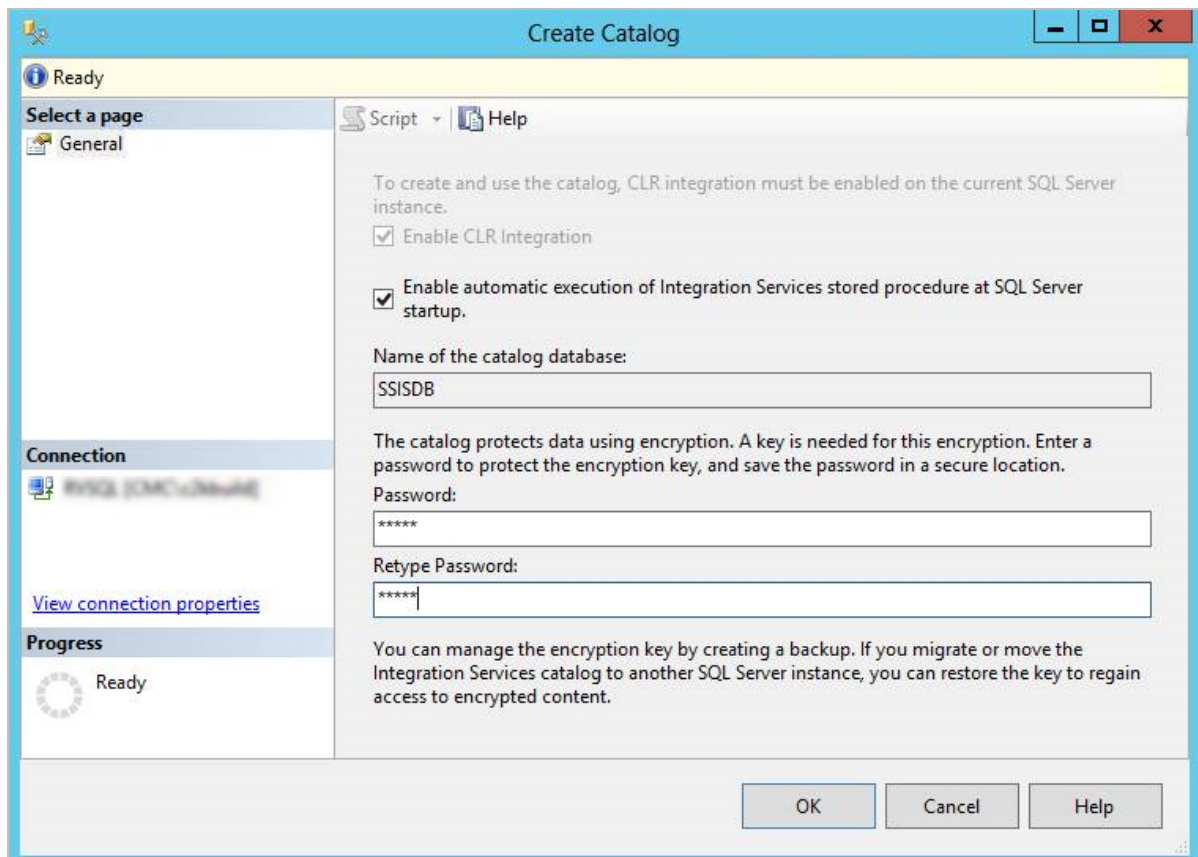 Create Catalog
Ready
Select a page
General
Script
Help
To create and use the catalog, CLR integration must be enabled on the current SQL Server
instance.
Enable CLR Integration
Enable automatic execution of Integration Services stored procedure at SQL Server
startup.
Name of the catalog database:
SSISDB
The catalog protects data using encryption. A key is needed for this encryption. Enter a
password to protect the encryption key, and save the password in a secure location.
Password:
*****
Retype Password:
*****
You can manage the encryption key by creating a backup. If you migrate or move the
Integration Services catalog to another SQL Server instance, you can restore the key to regain
access to encrypted content.
Connection
View connection properties
Progress
Ready
OK
Cancel
Help